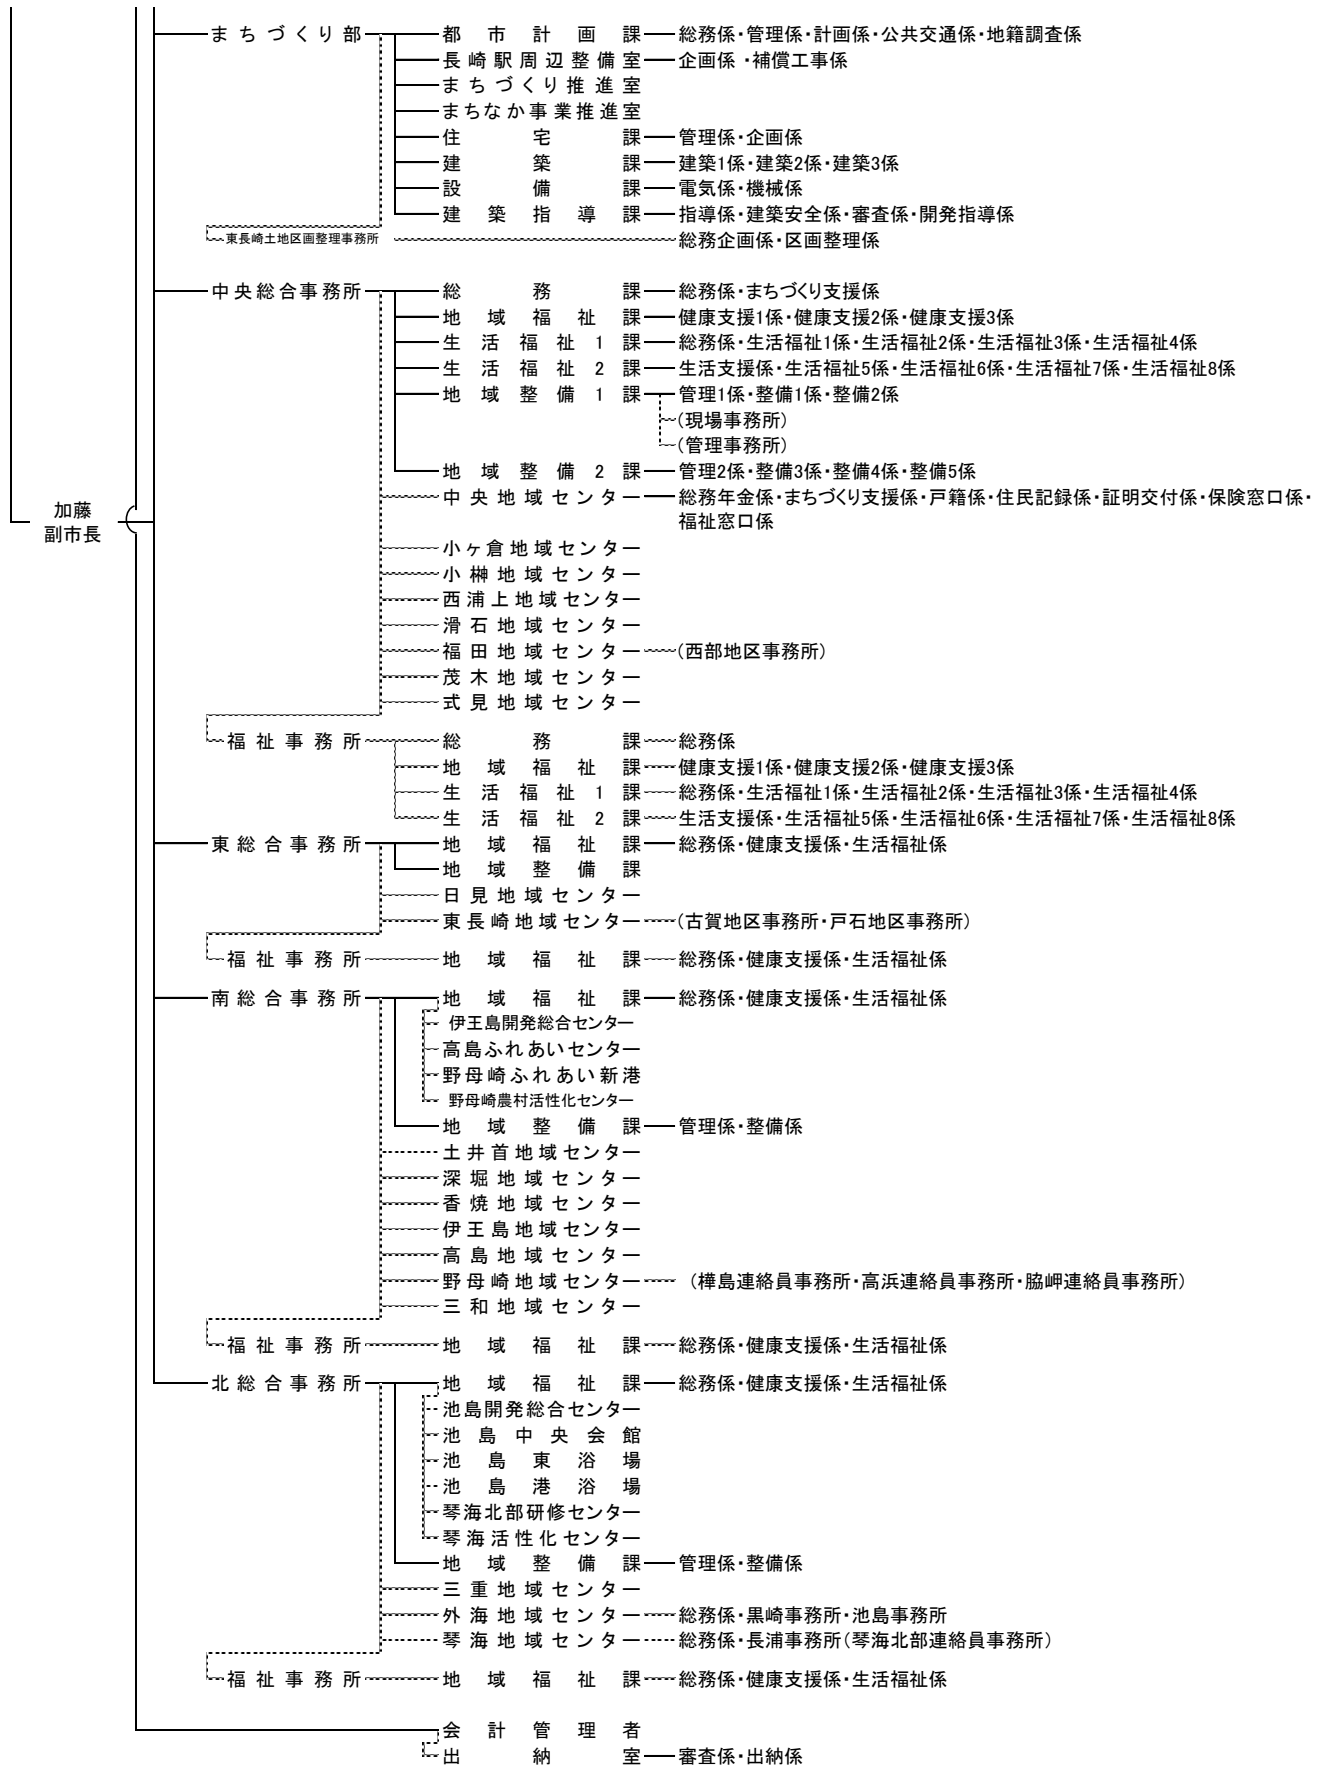 まちづくり部 都市計画課 総務係・管理係・計画係・公共交通係・地籍調査係
長崎駅周辺整備室 企画係・補償工事係
まちづくり推進室
まちなか事業推進室
住宅課 管理係・企画係
建築課 建築1係・建築2係・建築3係
設備課 電気係・機械係
建築指導課 指導係・建築安全係・審査係・開発指導係
東長崎土地区画整理事務所 総務企画係・区画整理係
中央総合事務所 総務課 総務係・まちづくり支援係
地域福祉課 健康支援1係・健康支援2係・健康支援3係
生活福祉1課 総務係・生活福祉1係・生活福祉2係・生活福祉3係・生活福祉4係
生活福祉2課 生活支援係・生活福祉5係・生活福祉6係・生活福祉7係・生活福祉8係
地域整備1課 管理1係・整備1係・整備2係
(現場事務所)
(管理事務所)
地域整備2課 管理2係・整備3係・整備4係・整備5係
中央地域センター 総務年金係・まちづくり支援係・戸籍係・住民記録係・証明交付係・保険窓口係・
福祉窓口係
加藤
副市長
小ヶ倉地域センター
小榊地域センター
西浦上地域センター
滑石地域センター
福田地域センター (西部地区事務所)
茂木地域センター
式見地域センター
福祉事務所 総務課 総務係
地域福祉課 健康支援1係・健康支援2係・健康支援3係
生活福祉1課 総務係・生活福祉1係・生活福祉2係・生活福祉3係・生活福祉4係
生活福祉2課 生活支援係・生活福祉5係・生活福祉6係・生活福祉7係・生活福祉8係
東総合事務所 地域福祉課 総務係・健康支援係・生活福祉係
地域整備課
日見地域センター
東長崎地域センター (古賀地区事務所・戸石地区事務所)
福祉事務所 地域福祉課 総務係・健康支援係・生活福祉係
南総合事務所 地域福祉課 総務係・健康支援係・生活福祉係
伊王島開発総合センター
高島ふれあいセンター
野母崎ふれあい新港
野母崎農村活性化センター
地域整備課 管理係・整備係
土井首地域センター
深堀地域センター
香焼地域センター
伊王島地域センター
高島地域センター
野母崎地域センター (樺島連絡員事務所・高浜連絡員事務所・脇岬連絡員事務所)
三和地域センター
福祉事務所 地域福祉課 総務係・健康支援係・生活福祉係
北総合事務所 地域福祉課 総務係・健康支援係・生活福祉係
池島開発総合センター
池島中央会館
池島東浴場
池島港浴場
琴海北部研修センター
琴海活性化センター
地域整備課 管理係・整備係
三重地域センター
外海地域センター 総務係・黒崎事務所・池島事務所
琴海地域センター 総務係・長浦事務所(琴海北部連絡員事務所)
福祉事務所 地域福祉課 総務係・健康支援係・生活福祉係
会計管理者
出納室 審査係・出納係